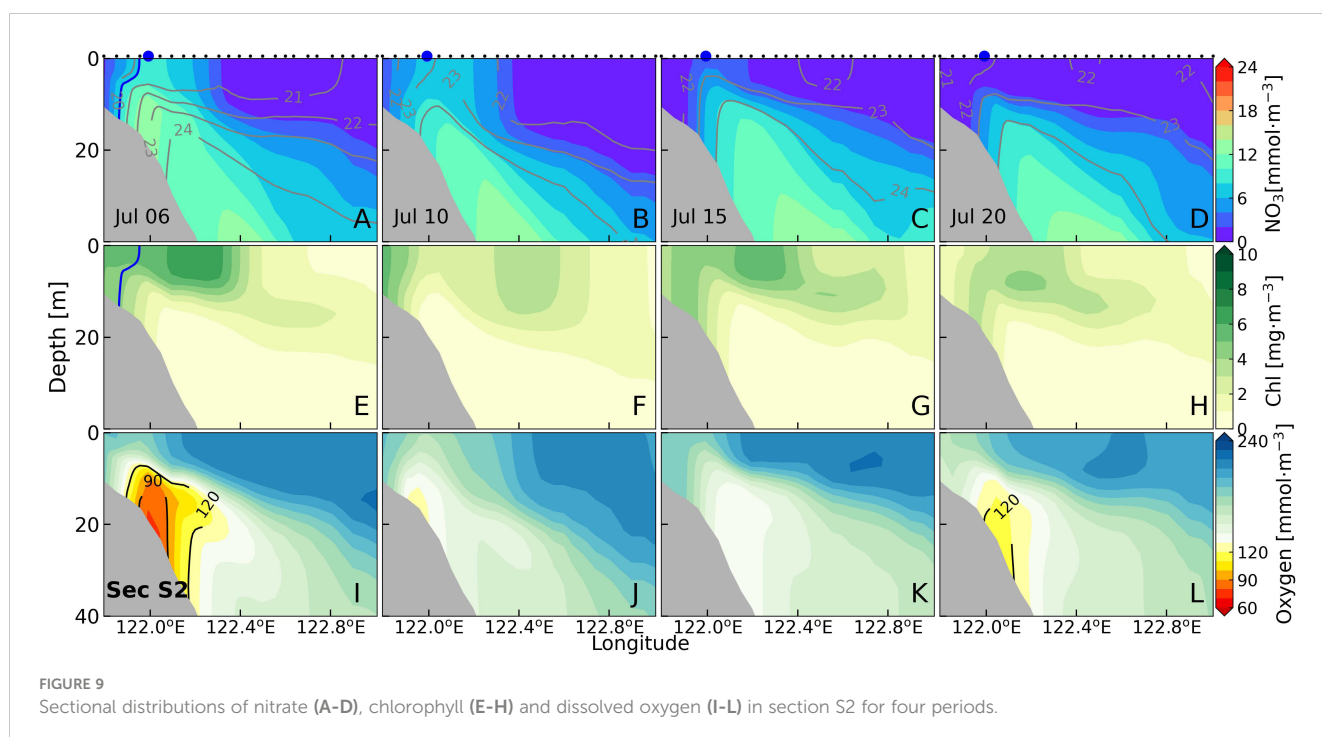 0
21
20
24
23
22
20
Jul 06
A
23
23
22
23
22
Jul 10
B
22
22
23
24
Jul 15
C
21
22
22
22
23
Jul 20
D
24
18
12
6
0
NO3[mmol·m−3]
0
20
Depth [m]
E
F
G
H
10
8
6
4
2
0
Chl [mg·m−3]
0
20
40
90
120
Sec S2
I
J
K
120
L
240
120
90
60
Oxygen [mmol·m−3]
122.0°E 122.4°E 122.8°E 122.0°E 122.4°E 122.8°E 122.0°E 122.4°E 122.8°E 122.0°E 122.4°E 122.8°E
Longitude
FIGURE 9
Sectional distributions of nitrate (A-D), chlorophyll (E-H) and dissolved oxygen (I-L) in section S2 for four periods.